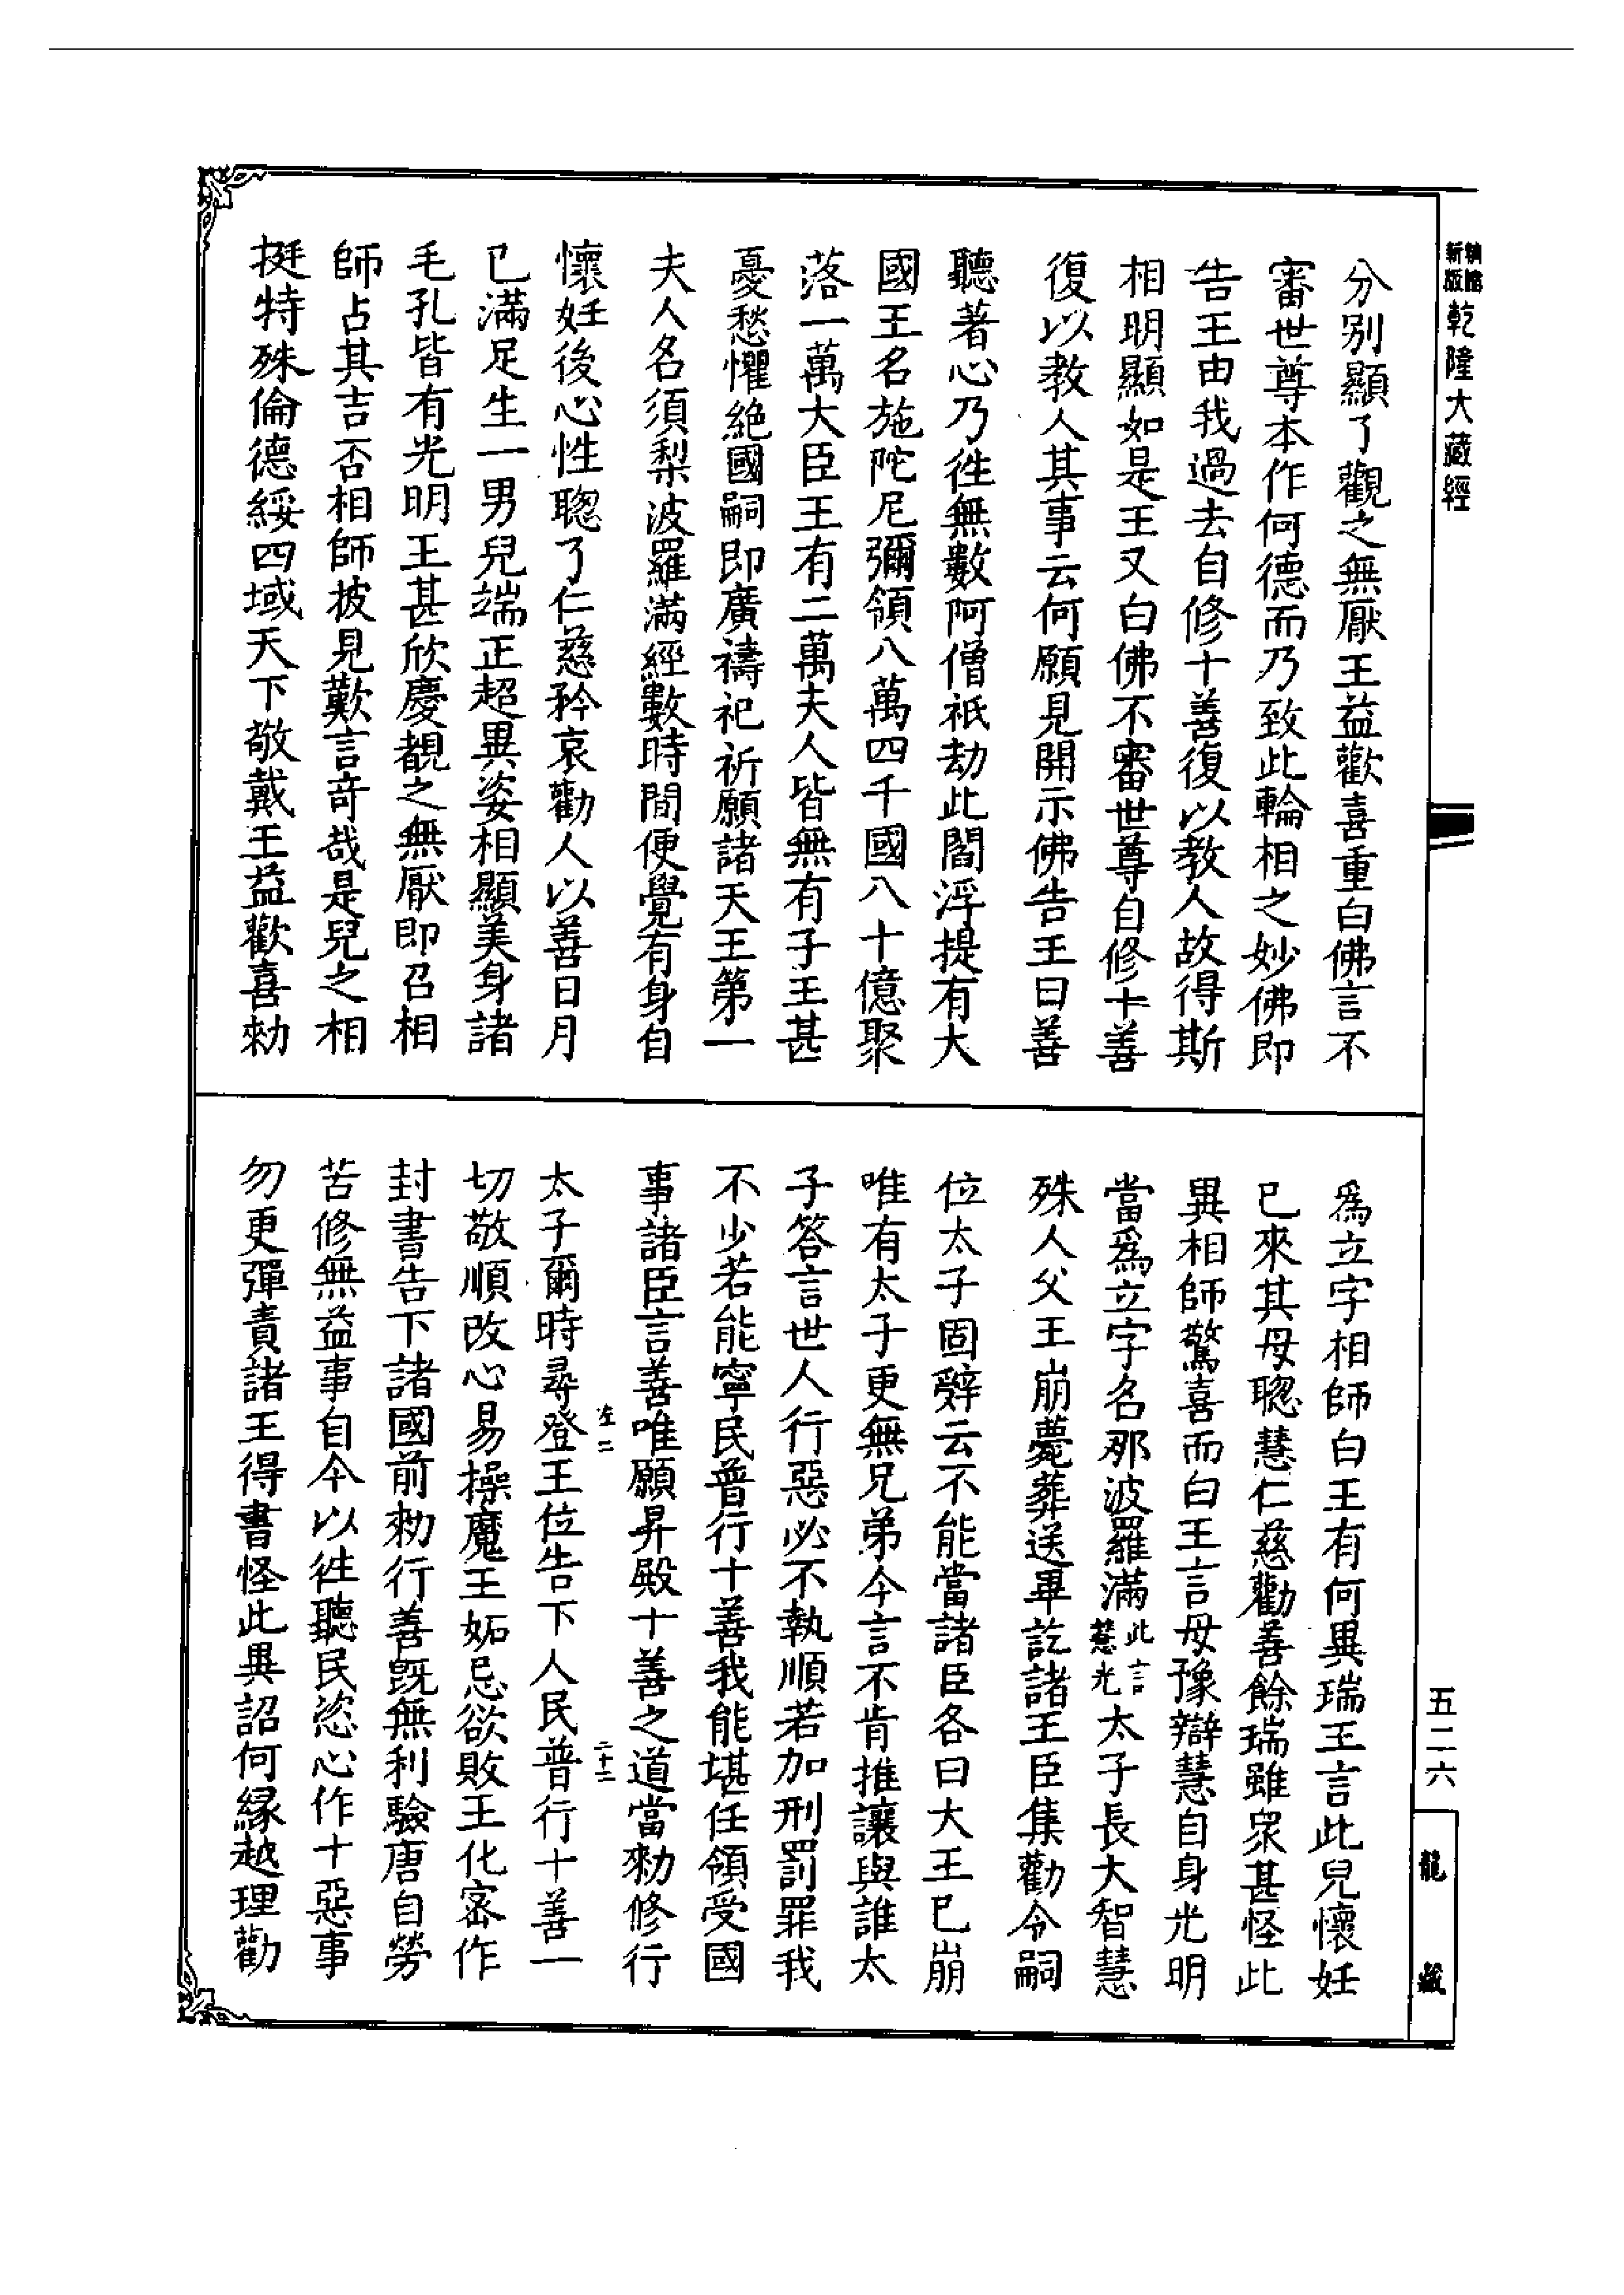 新版
乾隆大藏經
分别顯了觀之無厭王益歡喜重白佛言不
審世尊本作何德而乃致此輪相之妙佛即
告王由我過去自修十善復以教人故得斯
相明顯如是王又白佛不審世尊自修十善
復以教人其事云何願見開示佛告王曰善
聽著心乃徃無數阿僧祇劫此閻浮提有大
國王名施陀尼彌領八萬四千國八十億聚
落一萬大臣王有二萬夫人皆無有子王甚
憂愁懼絶國嗣即廣禱祀祈願諸天王第一
夫人名須梨波羅滿經數時間便覺有身自
懷妊後心性聰了仁慈矜哀勸人以善日月
已滿足生一男兒端正超異姿相顯美身諸
毛孔皆有光明王甚欣慶覩之無厭即召相
師占其吉否相師披見歎言奇哉是兒之相
挺特殊倫德綏四域天下敬戴王益歡喜勑
爲立字相師白王有何異瑞王言此兒懷妊
已來其母聰慧仁慈勸善餘瑞雖衆甚怪此
異相師驚喜而白王言母豫辯慧自身光明
當爲立字名那波羅滿此言慧光太子長大智慧
殊人父王崩薨葬送畢訖諸王臣集勸令嗣
位太子固辭云不能當諸臣各曰大王已崩
唯有太子更無兄弟今言不肯推讓與誰太
子答言世人行惡必不執順若加刑罰罪我
不少若能寧民普行十善我能堪任領受國
事諸臣言善唯願昇殿十善之道當勑修行
左二
二十二
太子爾時尋登王位告下人民普行十善一
切敬順改心易操魔王妬忌欲敗王化密作
封書告下諸國前勑行善旣無利驗唐自勞
苦修無益事自今以徃聽民恣心作十惡事
勿更彈責諸王得書怪此異詔何緣越理勸
五二六
龍藏